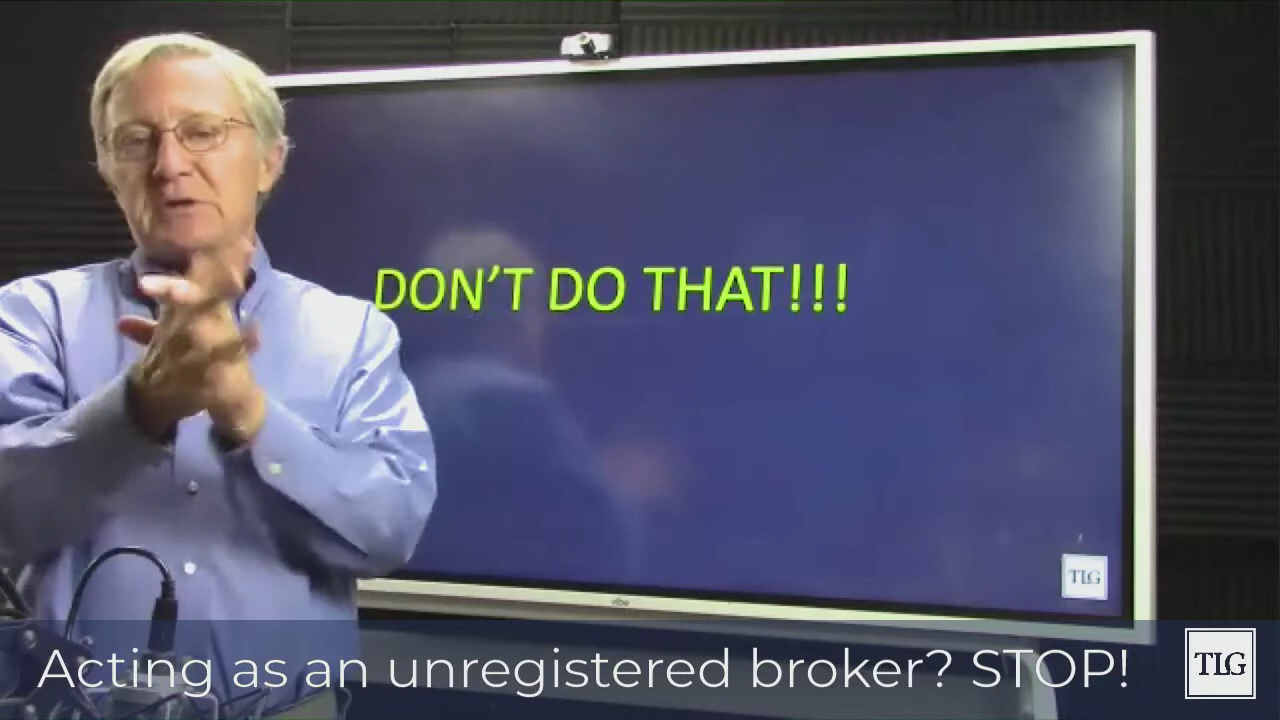 DON'T DO THAT!!!
TLG
Acting as an unregistered broker? STOP!
TLG